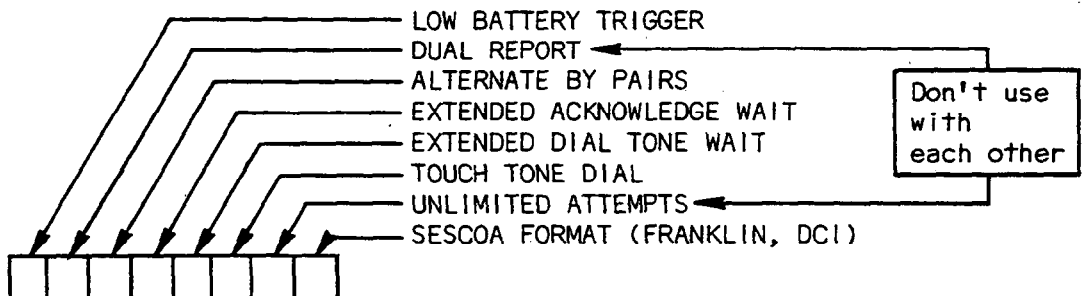 LOW BATTERY TRIGGER
DUAL REPORT
ALTERNATE BY PAIRS
EXTENDED ACKNOWLEDGE WAIT
EXTENDED DIAL TONE WAIT
TOUCH TONE DIAL
UNLIMITED ATTEMPTS
SESCOA FORMAT (FRANKLIN, DCI)
Don't use
with
each other